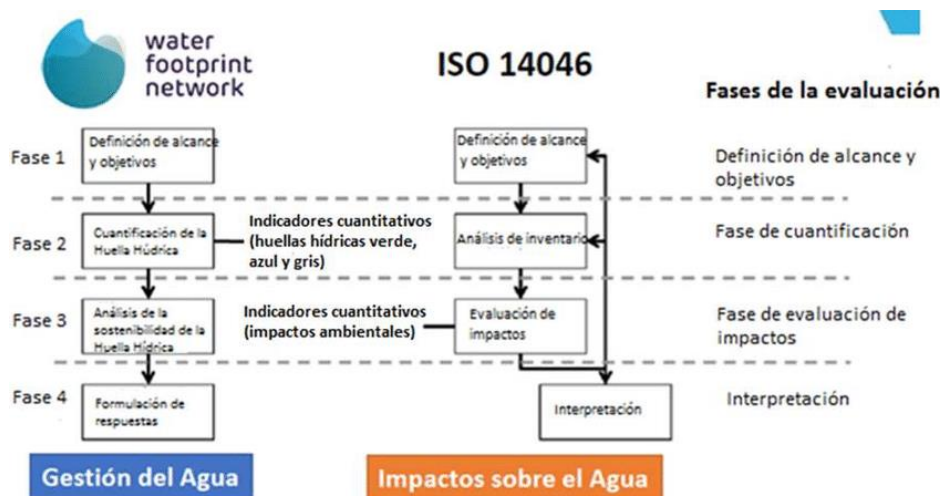 water
footprint
network
ISO 14046
Fases de la evaluación
Fase 1
Definición de alcance
y objetivos
Definición de alcance
y objetivos
Definición de alcance y
objetivos
Fase 2
Cuantificación de la
Huella Húdrica
Indicadores cuantitativos
(huellas hídricas verde,
azul y gris)
Análisis de inventario
Fase de cuantificación
Fase 3
Análisis de la
sostenibilidad de la
Huella Hídrica
Indicadores cuantitativos
(impactos ambientales)
Evaluación de
impactos
Fase de evaluación de
impactos
Fase 4
Formulación de
respuestas
Interpretación
Interpretación
Gestión del Agua
Impactos sobre el Agua